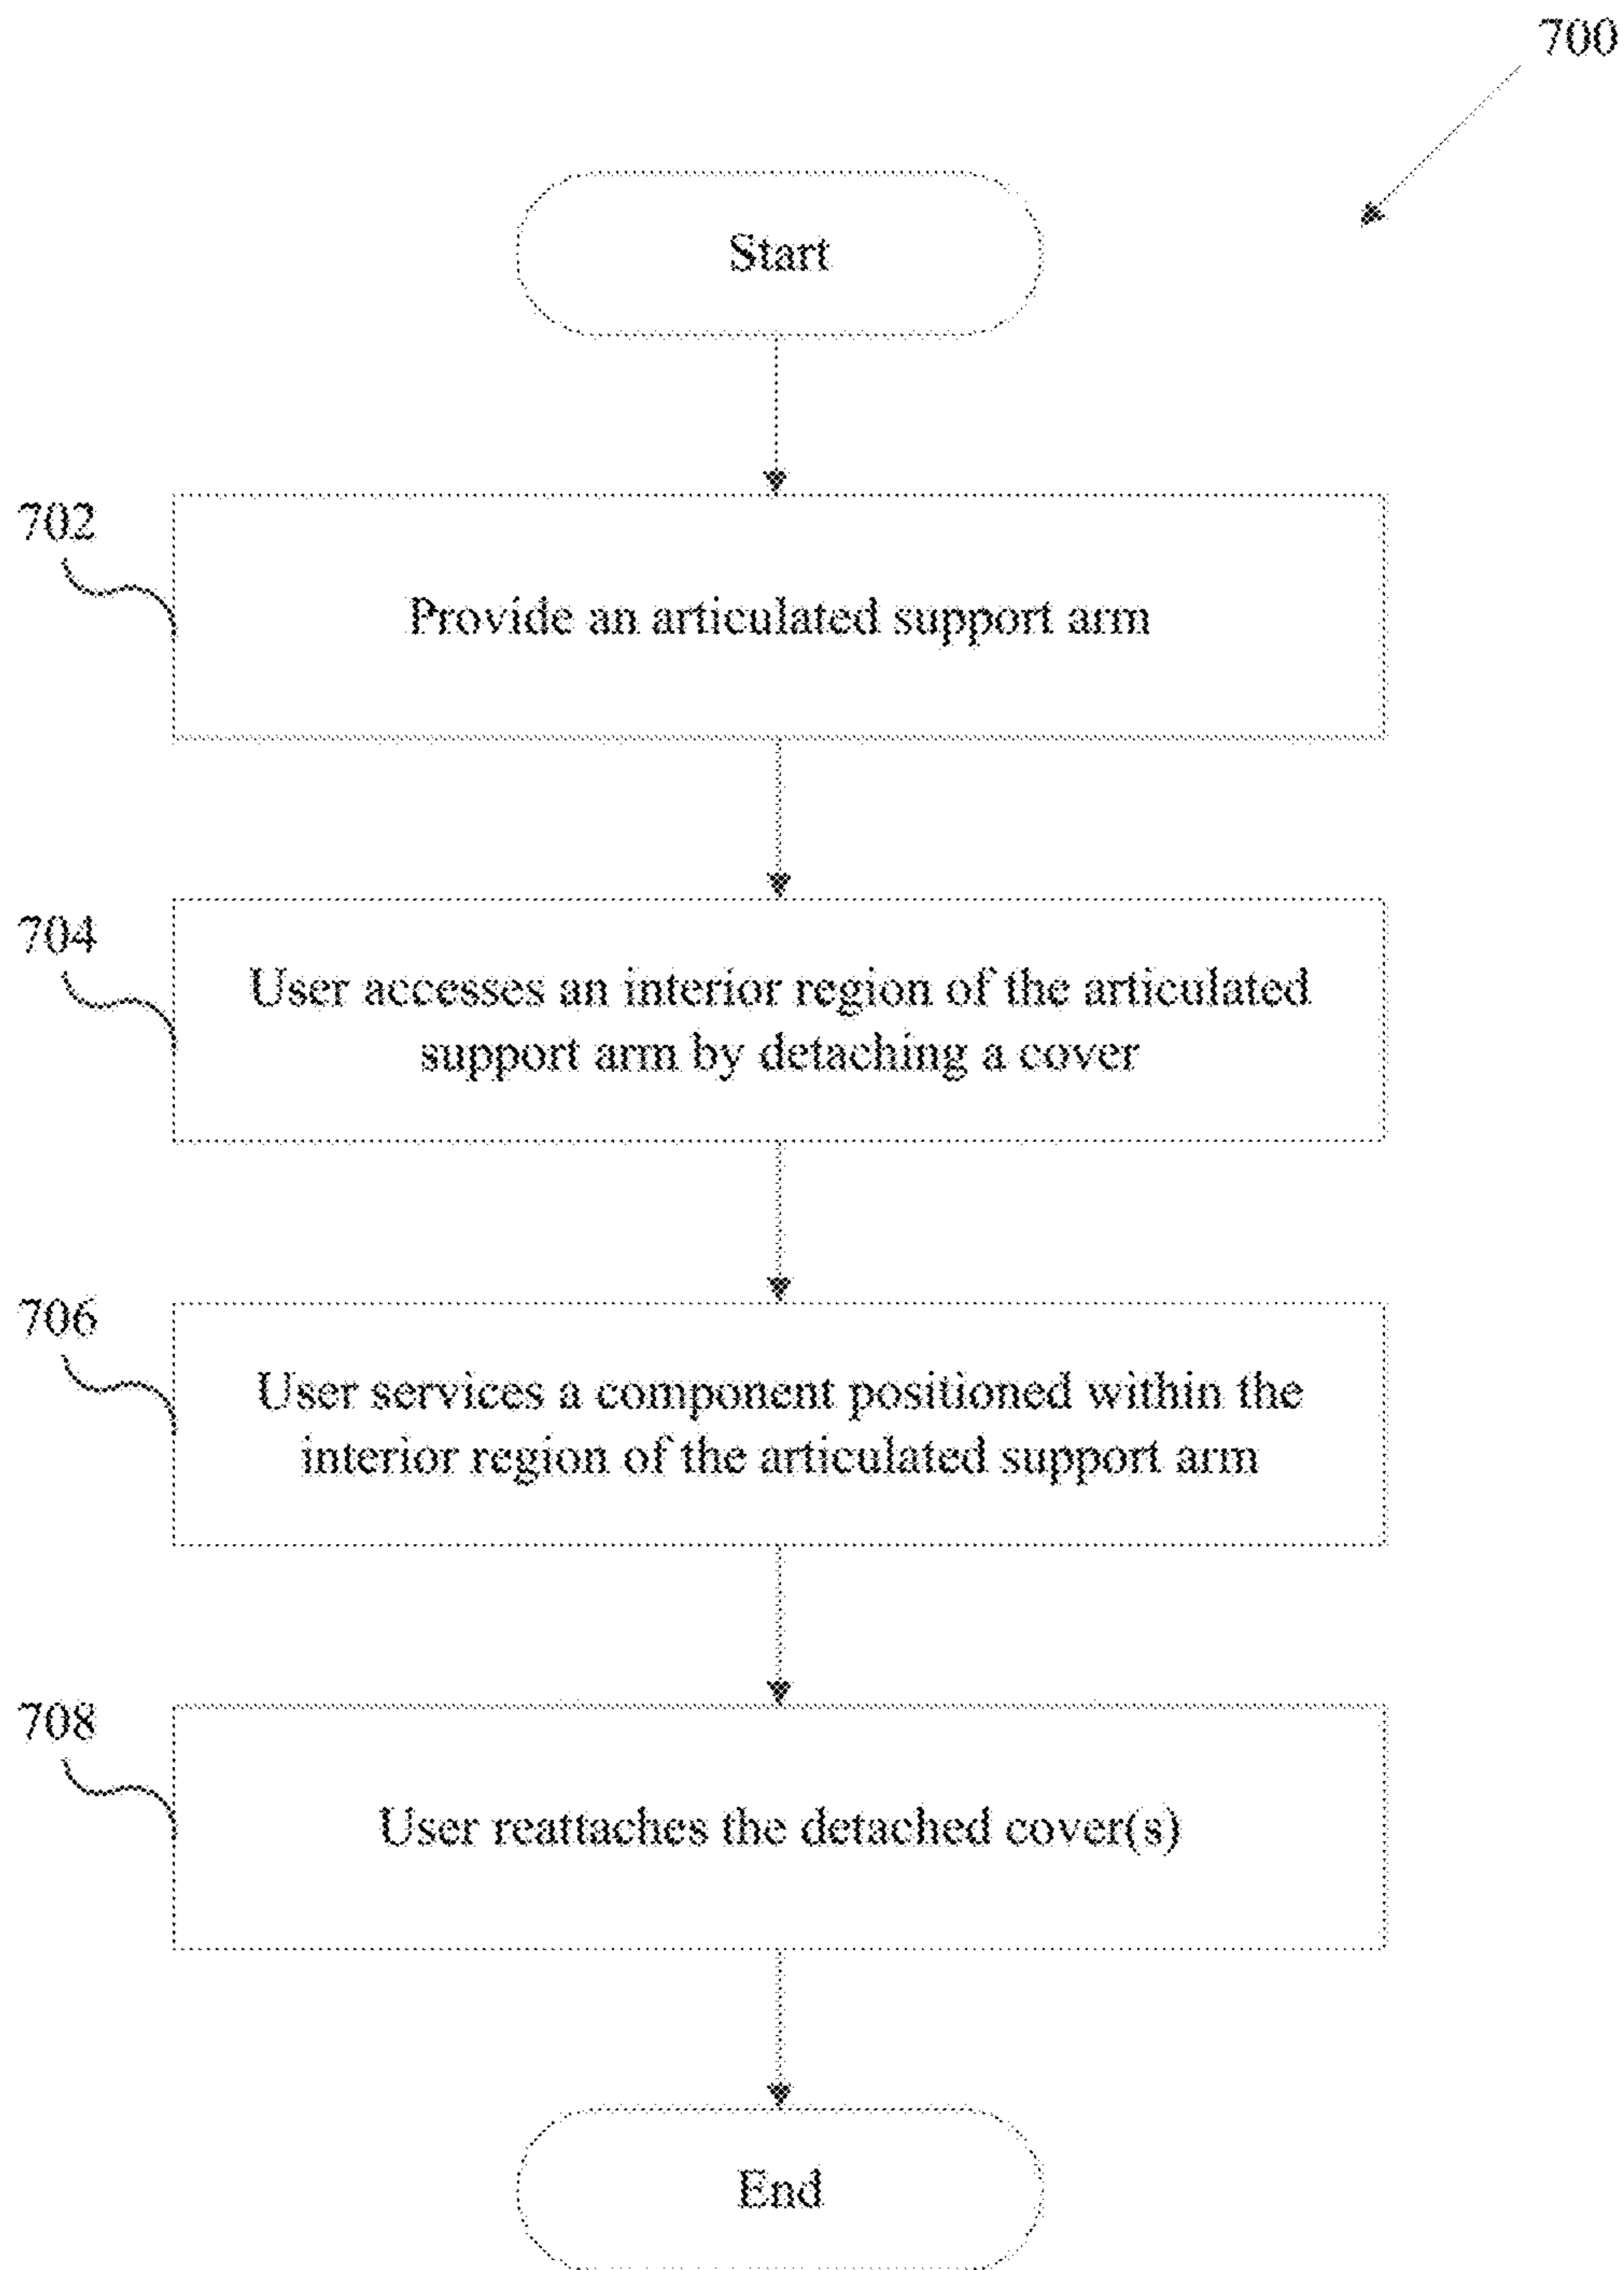 700
Start
702
Provide an articulated support arm
704
User accesses an interior region of the articulated
support arm by detaching a cover
706
User services a component positioned within the
interior region of the articulated support arm
708
User reattaches the detached cover(s)
End